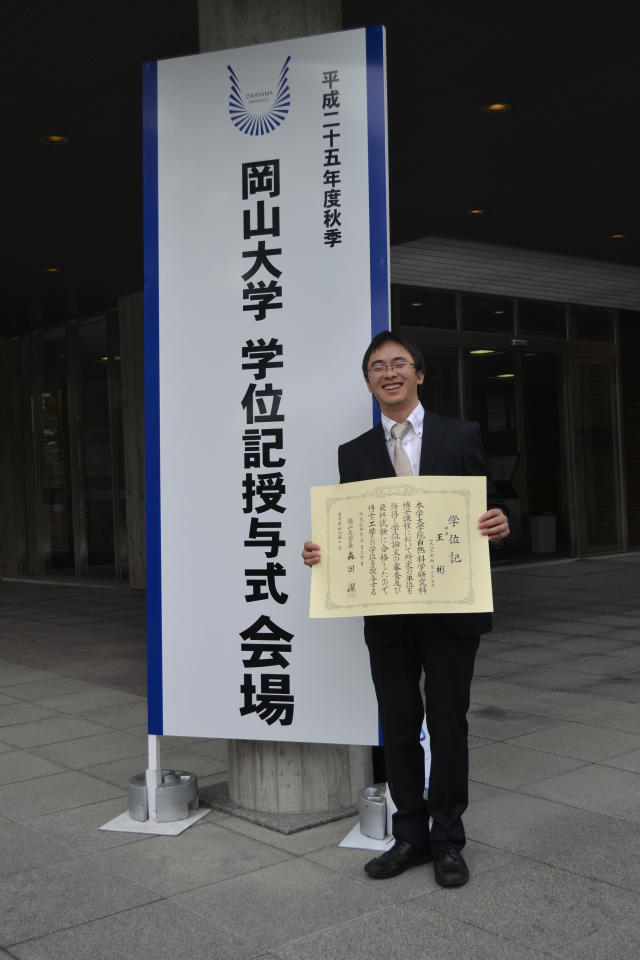 平成二十五年度秋季
OKAYAMA
UNIVERSITY
岡山大学 学位記授与式 会場
学位記
王 彬
本学大学院自然科学研究科
博士課程において所定の単位を
修得し学位論文の審査及び
最終試験に合格したので
博士(工学)の学位を授与する
岡山大学長 森田 潔